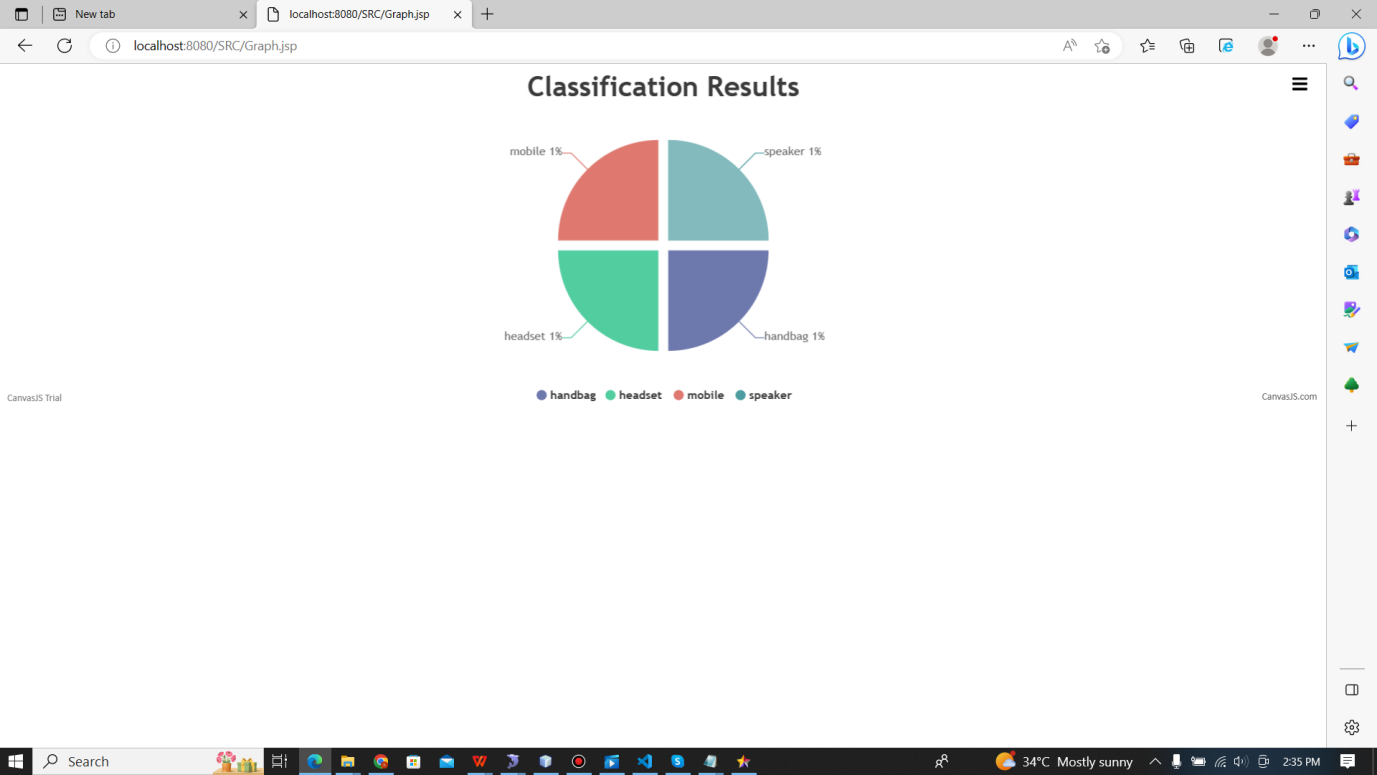 New tab
localhost:8080/SRC/Graph.jsp
localhost:8080/SRC/Graph.jsp
Classification Results
mobile 1%
speaker 1%
headset 1%
handbag 1%
handbag headset mobile speaker
CanvasJS Trial
CanvasJS.com
Search
34°C Mostly sunny
2:35 PM